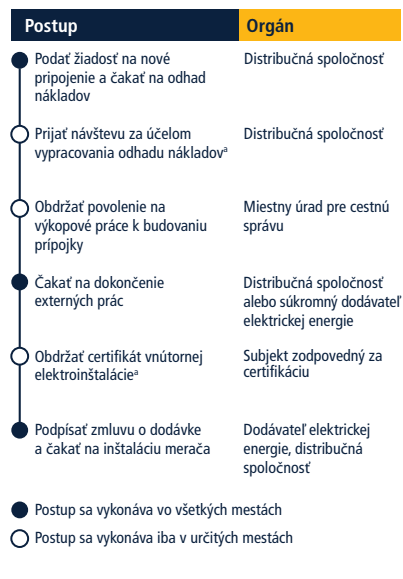 Postup Orgán
Podať žiadosť na nové Distribučná spoločnosť
pripojenie a čakať na odhad
nákladov
Prijať návštevu za účelom Distribučná spoločnosť
vypracovania odhadu nákladovᵃ
Obdržať povolenie na Miestny úrad pre cestnú
výkopové práce k budovaniu správu
prípojky
Čakať na dokončenie Distribučná spoločnosť
externých prác alebo súkromný dodávateľ
elektrickej energie
Obdržať certifikát vnútornej Subjekt zodpovedný za
elektroinštalácieᵃ certifikáciu
Podpísať zmluvu o dodávke Dodávateľ elektrickej
a čakať na inštaláciu merača energie, distribučná
spoločnosť
Postup sa vykonáva vo všetkých mestách
Postup sa vykonáva iba v určitých mestách